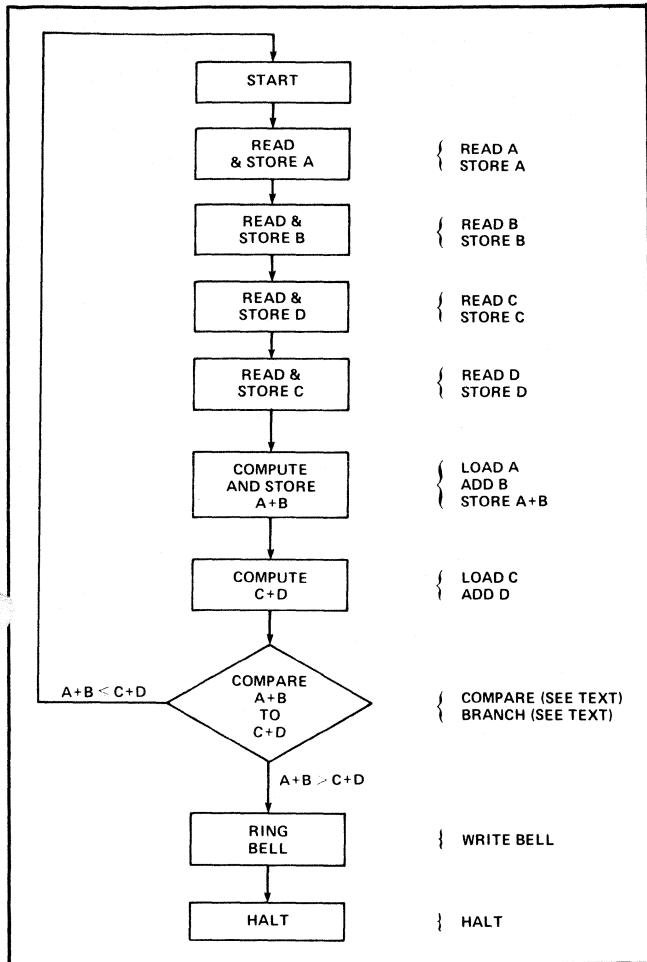 START
READ
& STORE A
READ A
STORE A
READ &
STORE B
READ B
STORE B
READ &
STORE D
READ C
STORE C
READ &
STORE C
READ D
STORE D
COMPUTE
AND STORE
A+B
LOAD A
ADD B
STORE A+B
COMPUTE
C+D
LOAD C
ADD D
A+B < C+D
COMPARE
A+B
TO
C+D
COMPARE (SEE TEXT)
BRANCH (SEE TEXT)
A+B > C+D
RING
BELL
WRITE BELL
HALT
HALT